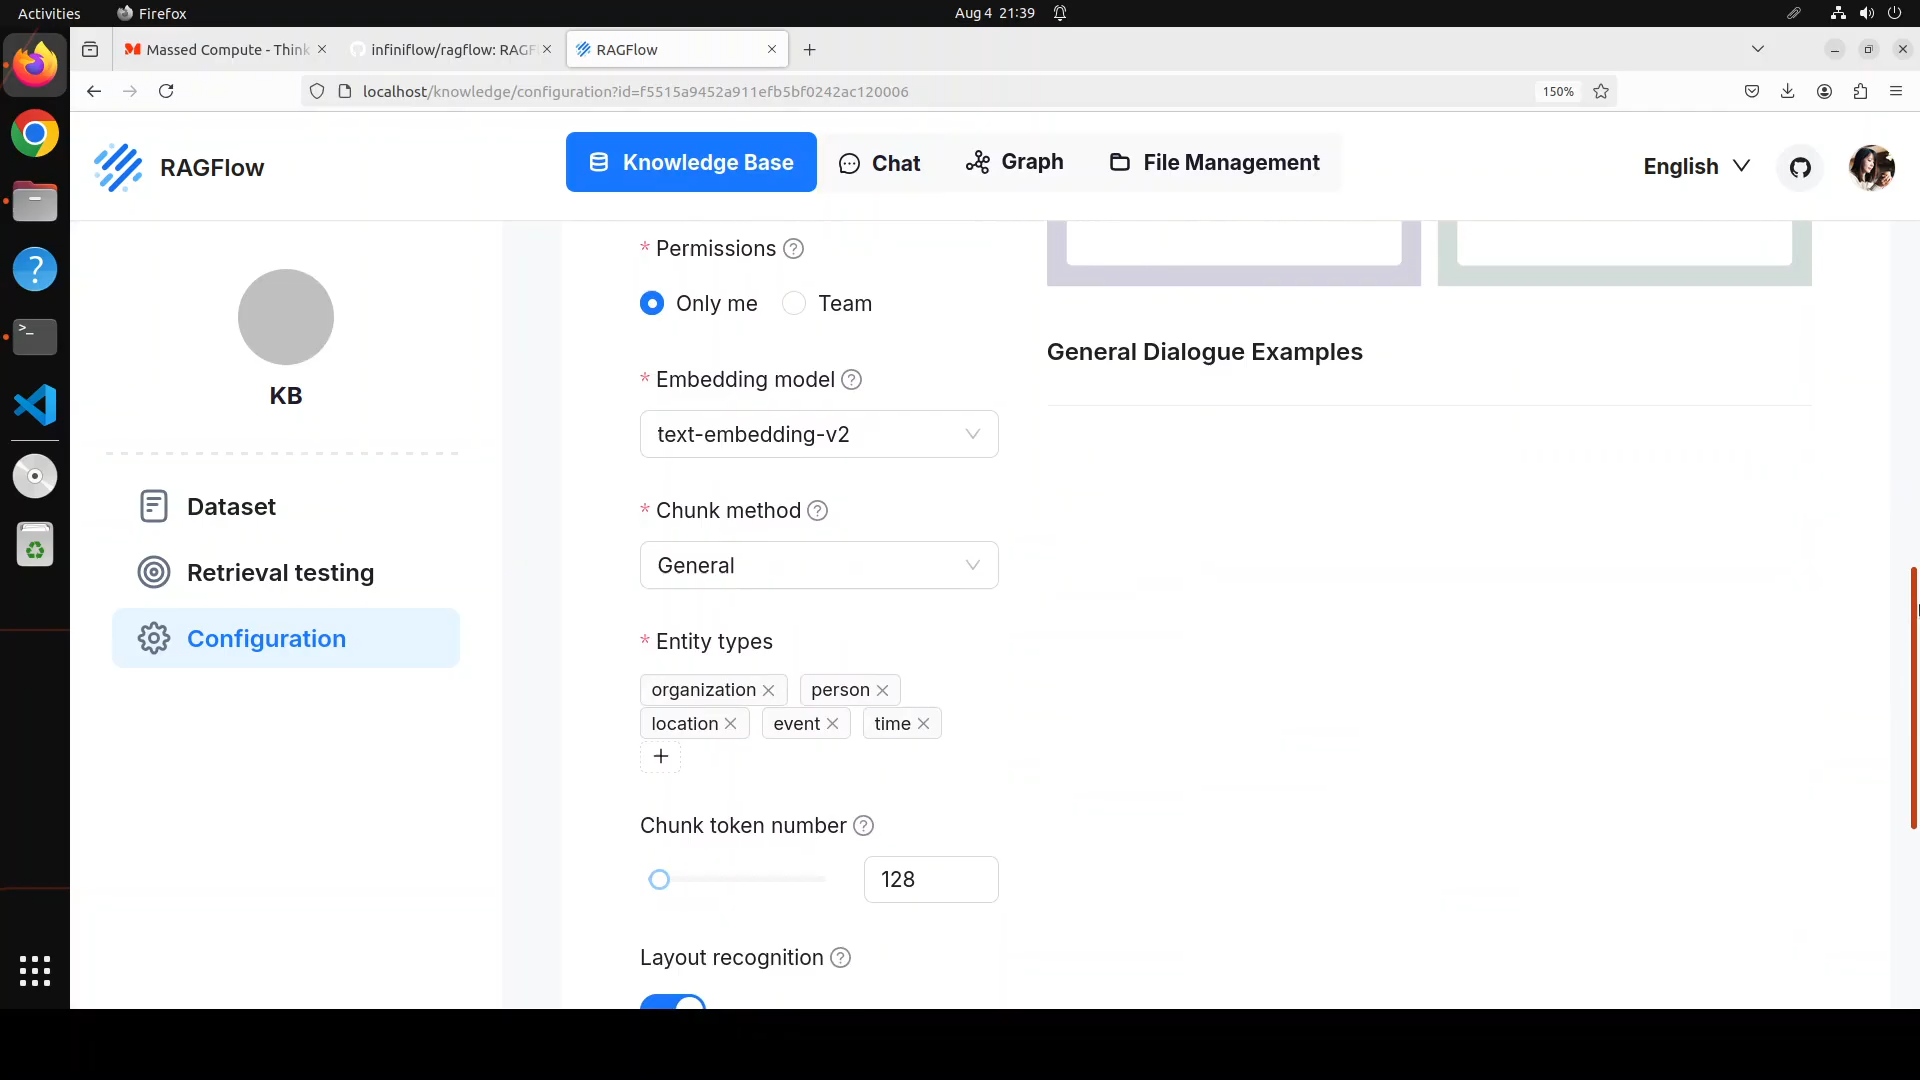 Activities
Firefox
Aug 4 21:39
Massed Compute - Think
infiniflow/ragflow: RAGF
RAGFlow
localhost/knowledge/configuration?id=f5515a9452a911efb5bf0242ac120006
150%
RAGFlow
Knowledge Base
Chat
Graph
File Management
English
KB
Dataset
Retrieval testing
Configuration
* Permissions ?
Only me
Team
* Embedding model ?
text-embedding-v2
* Chunk method ?
General
* Entity types
organization
person
location
event
time
+
Chunk token number ?
128
Layout recognition ?
General Dialogue Examples